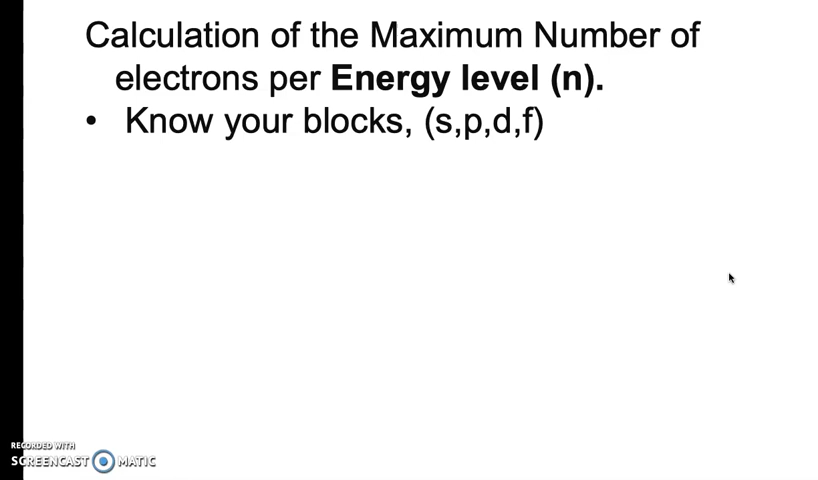 Calculation of the Maximum Number of
electrons per Energy level (n).
• Know your blocks, (s,p,d,f)
RECORDED WITH
SCREENCAST MATIC